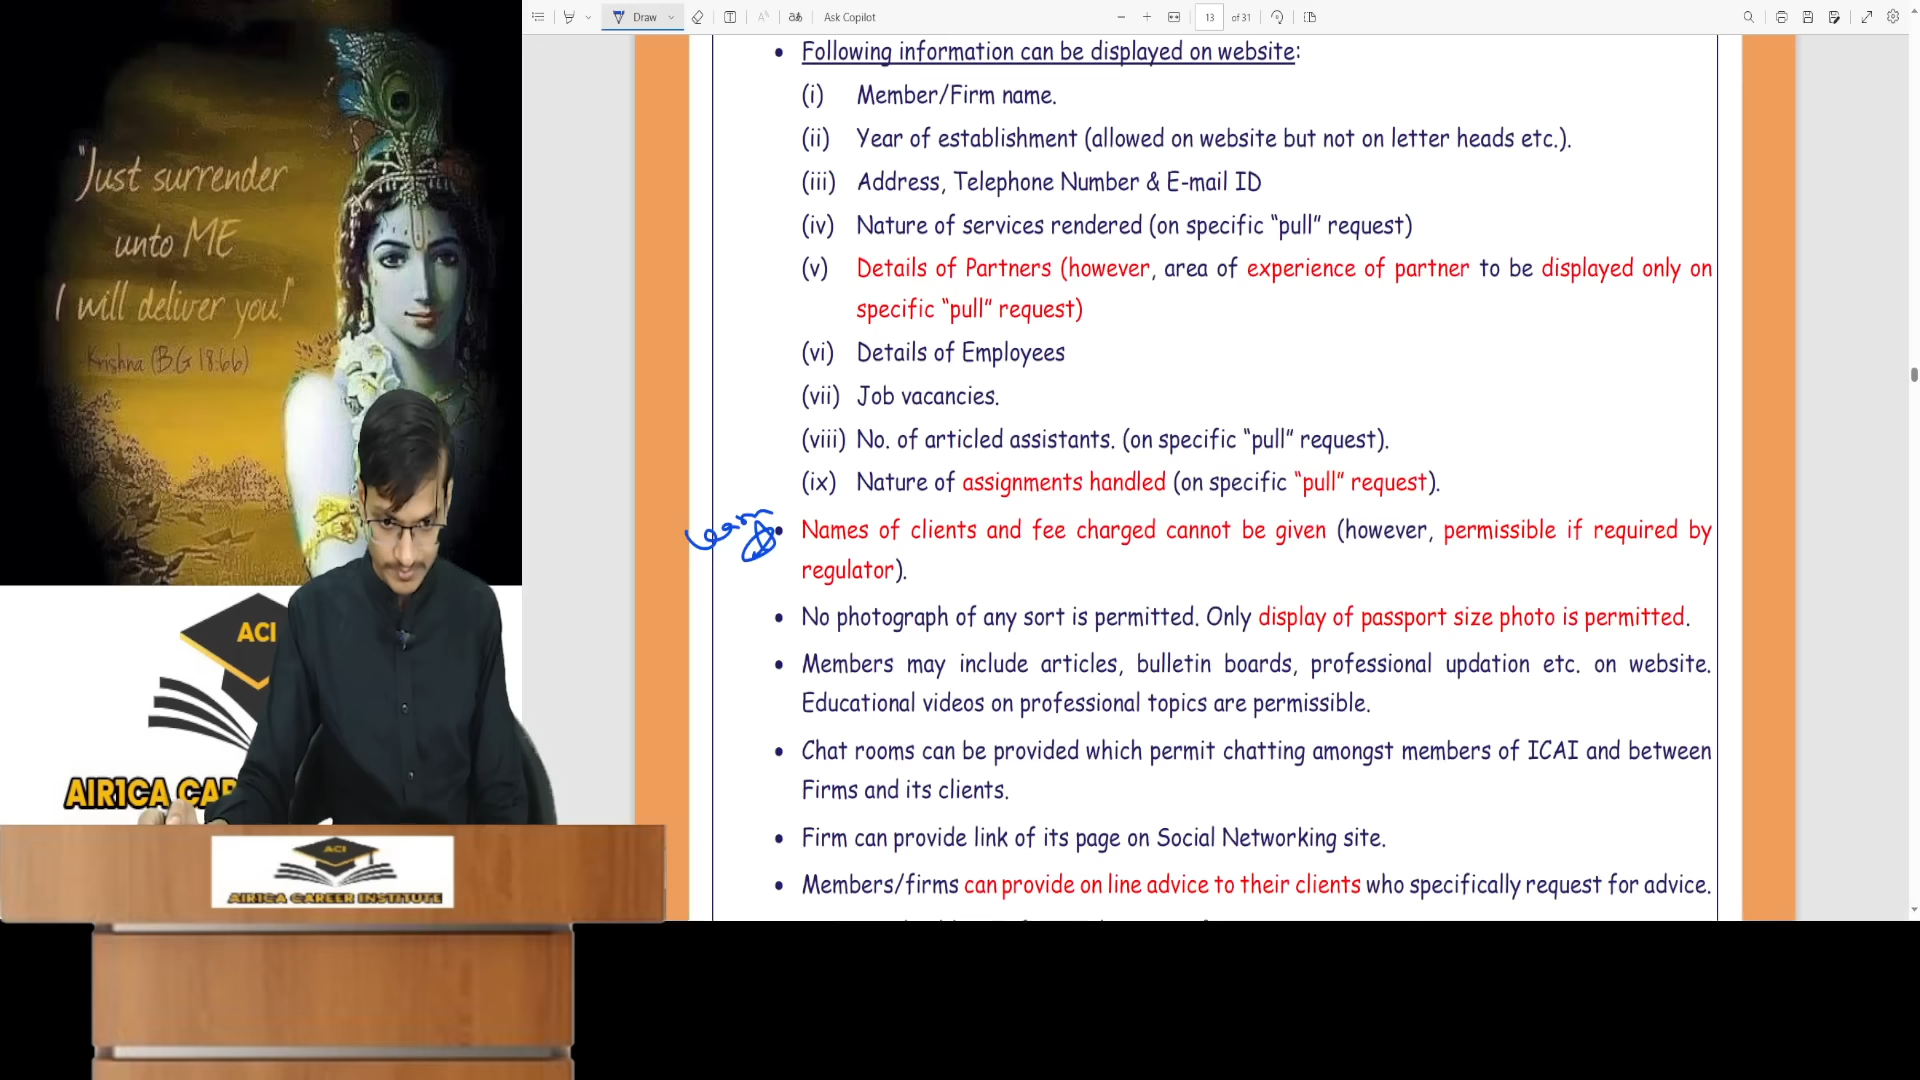 Draw
Ask Copilot
13
of 31
"Just surrender
unto ME
I will deliver you!"
-Krishna (B.G 18:66)
ACI
AIR1CA CAR
ACI
AIR1CA CAREER INSTITUTE
• Following information can be displayed on website:
(i) Member/Firm name.
(ii) Year of establishment (allowed on website but not on letter heads etc.).
(iii) Address, Telephone Number & E-mail ID
(iv) Nature of services rendered (on specific “pull” request)
(v) Details of Partners (however, area of experience of partner to be displayed only on
specific “pull” request)
(vi) Details of Employees
(vii) Job vacancies.
(viii) No. of articled assistants. (on specific “pull” request).
(ix) Nature of assignments handled (on specific “pull” request).
• Names of clients and fee charged cannot be given (however, permissible if required by
regulator).
• No photograph of any sort is permitted. Only display of passport size photo is permitted.
• Members may include articles, bulletin boards, professional updation etc. on website.
Educational videos on professional topics are permissible.
• Chat rooms can be provided which permit chatting amongst members of ICAI and between
Firms and its clients.
• Firm can provide link of its page on Social Networking site.
• Members/firms can provide on line advice to their clients who specifically request for advice.